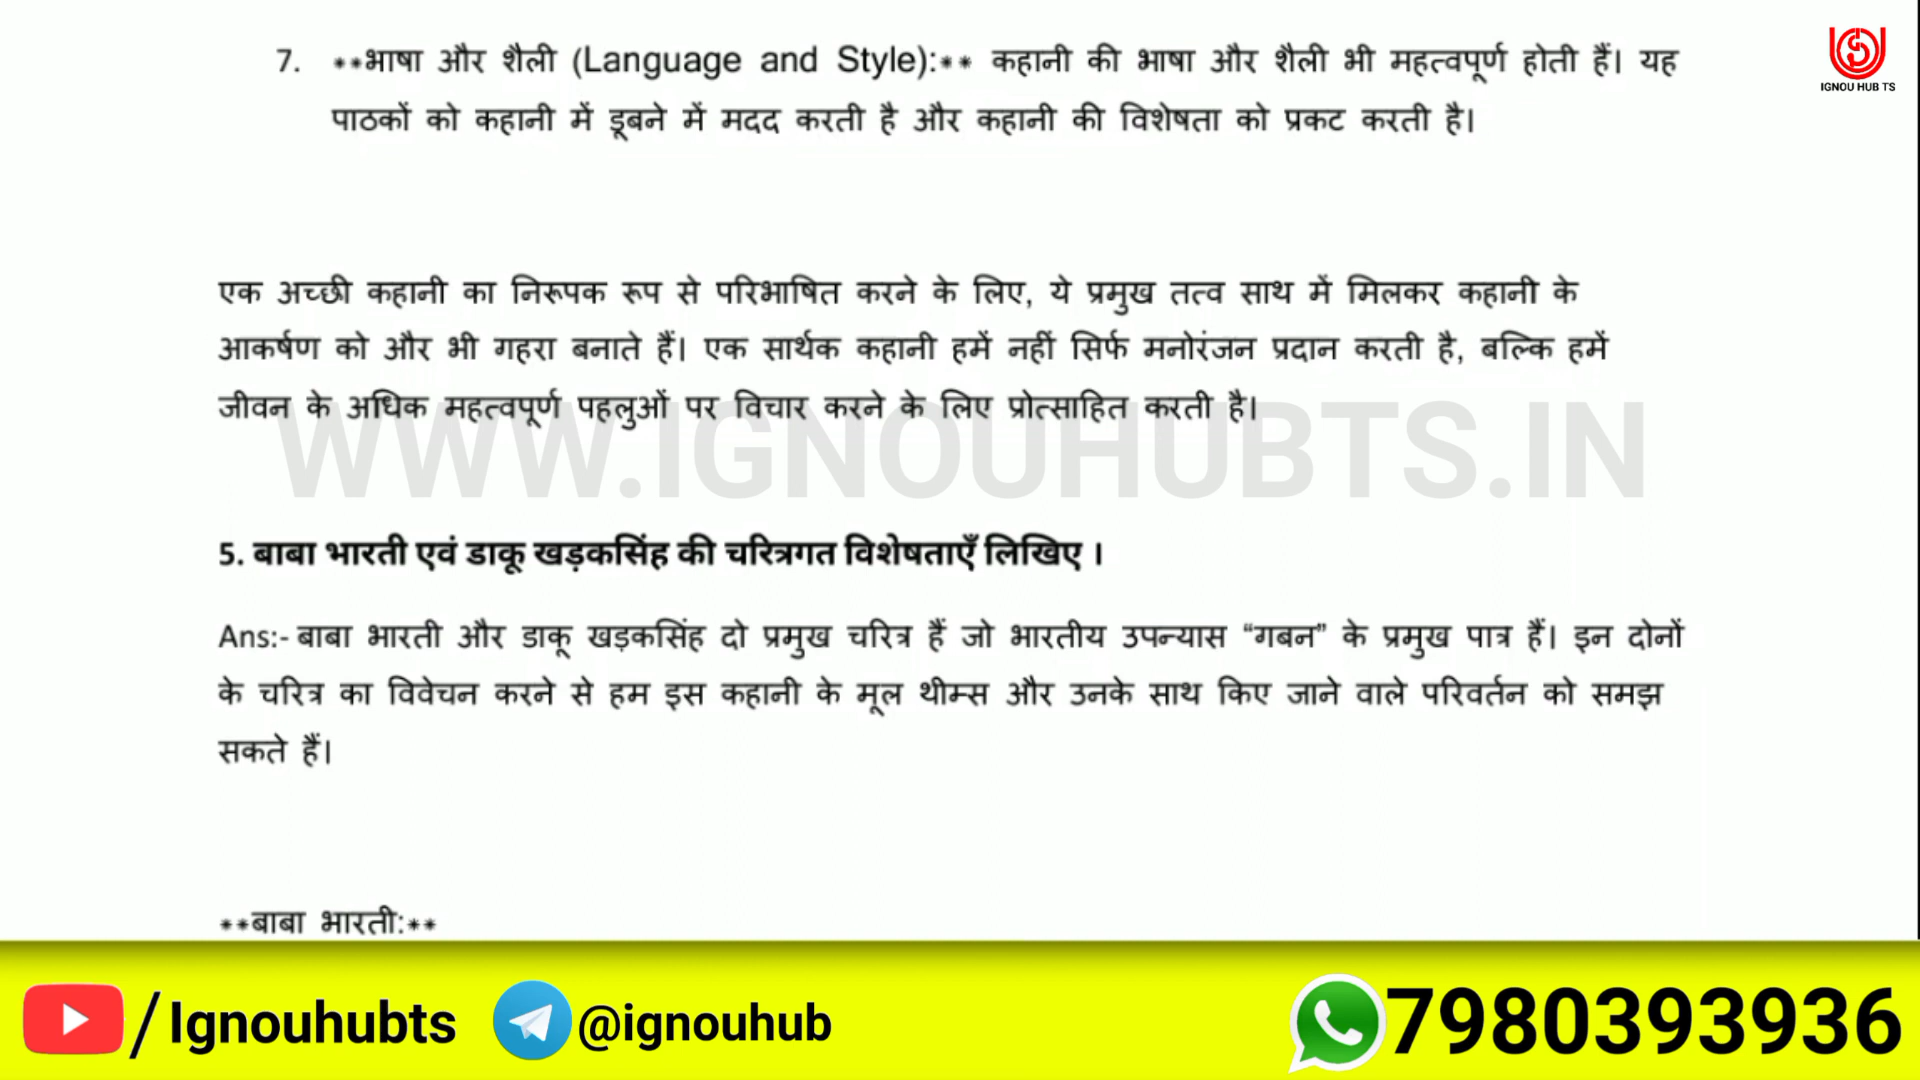 7. **भाषा और शैली (Language and Style):** कहानी की भाषा और शैली भी महत्वपूर्ण होती हैं। यह
पाठकों को कहानी में डूबने में मदद करती है और कहानी की विशेषता को प्रकट करती है।
IGNOU HUB TS
एक अच्छी कहानी का निरूपक रूप से परिभाषित करने के लिए, ये प्रमुख तत्व साथ में मिलकर कहानी के
आकर्षण को और भी गहरा बनाते हैं। एक सार्थक कहानी हमें नहीं सिर्फ मनोरंजन प्रदान करती है, बल्कि हमें
जीवन के अधिक महत्वपूर्ण पहलुओं पर विचार करने के लिए प्रोत्साहित करती है।
WWW.IGNOUHUBTS.IN
5. बाबा भारती एवं डाकू खड़कसिंह की चरित्रगत विशेषताएँ लिखिए ।
Ans:- बाबा भारती और डाकू खड़कसिंह दो प्रमुख चरित्र हैं जो भारतीय उपन्यास “गबन” के प्रमुख पात्र हैं। इन दोनों
के चरित्र का विवेचन करने से हम इस कहानी के मूल थीम्स और उनके साथ किए जाने वाले परिवर्तन को समझ
सकते हैं।
**बाबा भारती:**
/Ignouhubts @ignouhub 7980393936